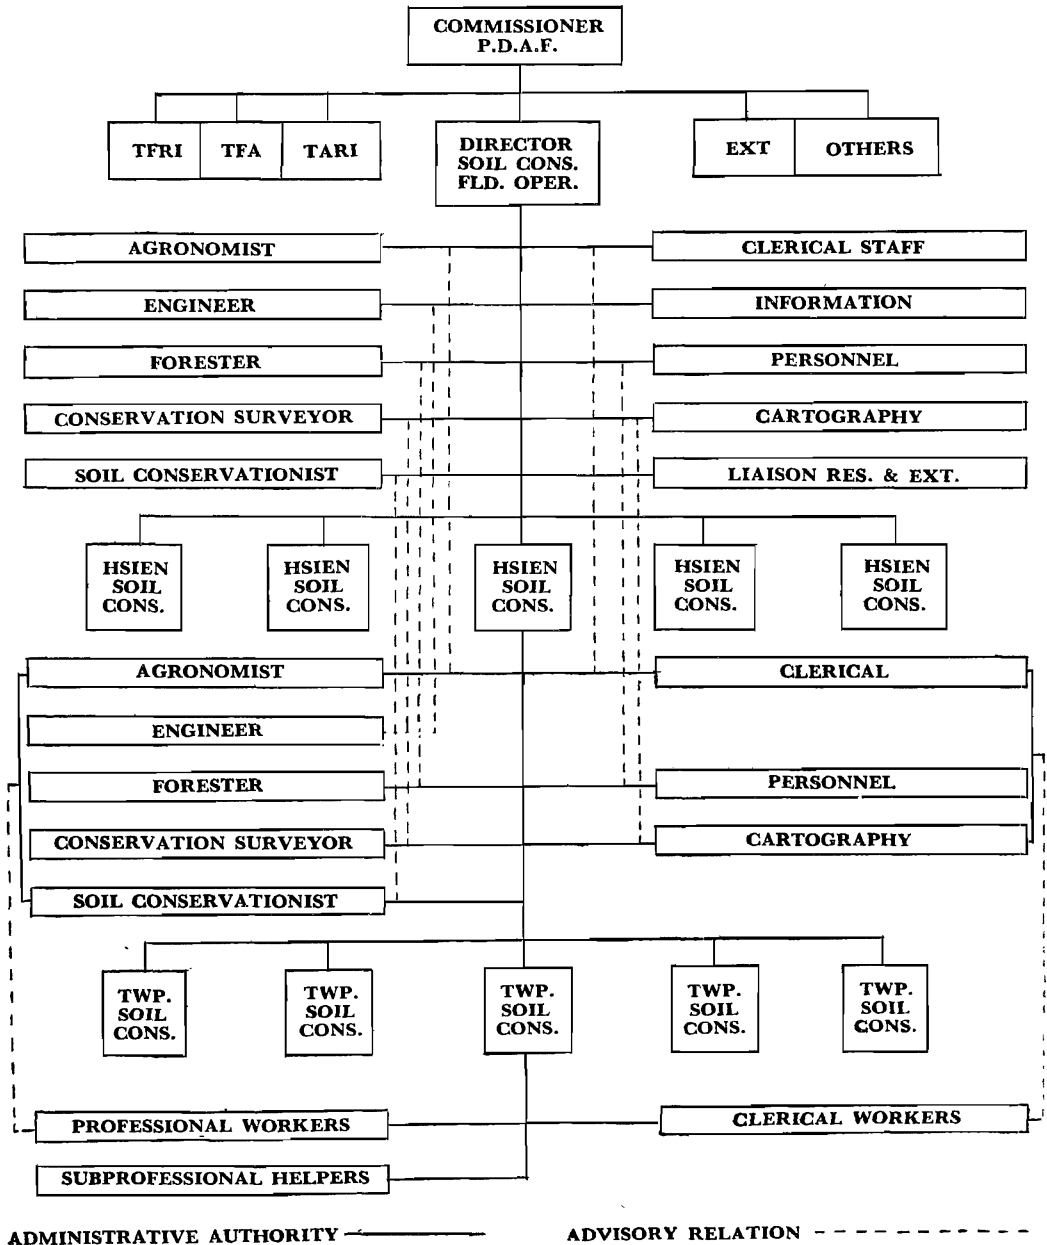 COMMISSIONER
P.D.A.F.
TFRI
TFA
TARI
DIRECTOR
SOIL CONS.
FLD. OPER.
EXT
OTHERS
AGRONOMIST
CLERICAL STAFF
ENGINEER
INFORMATION
FORESTER
PERSONNEL
CONSERVATION SURVEYOR
CARTOGRAPHY
SOIL CONSERVATIONIST
LIAISON RES. & EXT.
HSIEN
SOIL
CONS.
HSIEN
SOIL
CONS.
HSIEN
SOIL
CONS.
HSIEN
SOIL
CONS.
HSIEN
SOIL
CONS.
AGRONOMIST
CLERICAL
ENGINEER
FORESTER
PERSONNEL
CONSERVATION SURVEYOR
CARTOGRAPHY
SOIL CONSERVATIONIST
TWP.
SOIL
CONS.
TWP.
SOIL
CONS.
TWP.
SOIL
CONS.
TWP.
SOIL
CONS.
TWP.
SOIL
CONS.
PROFESSIONAL WORKERS
CLERICAL WORKERS
SUBPROFESSIONAL HELPERS
ADMINISTRATIVE AUTHORITY
ADVISORY RELATION